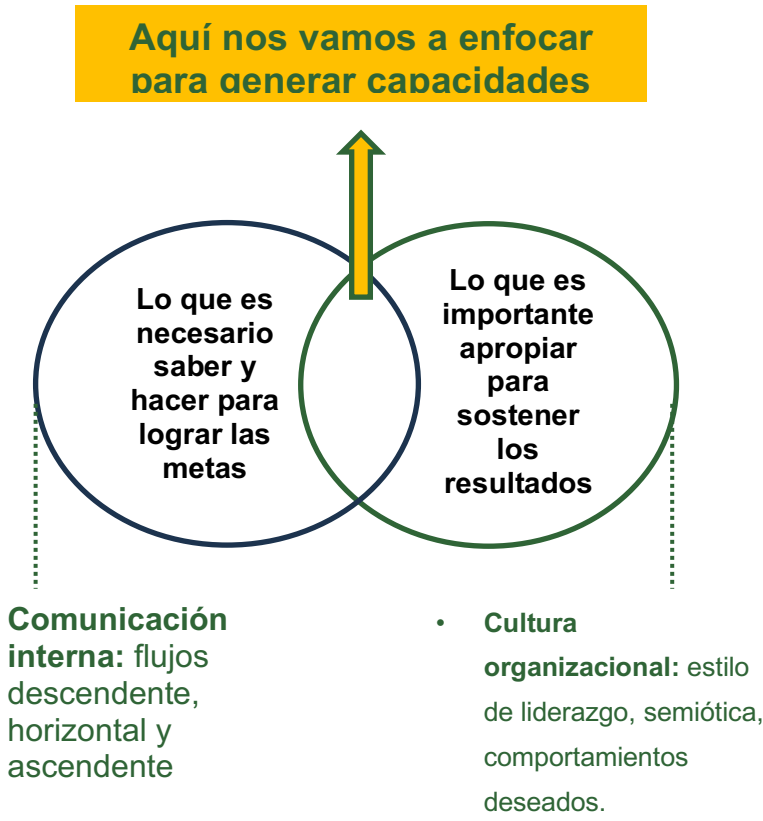 Aquí nos vamos a enfocar
para generar capacidades
Lo que es
necesario
saber y
hacer para
lograr las
metas
Lo que es
importante
apropiar
para
sostener
los
resultados
Comunicación
interna: flujos
descendente,
horizontal y
ascendente
• Cultura
organizacional: estilo
de liderazgo, semiótica,
comportamientos
deseados.